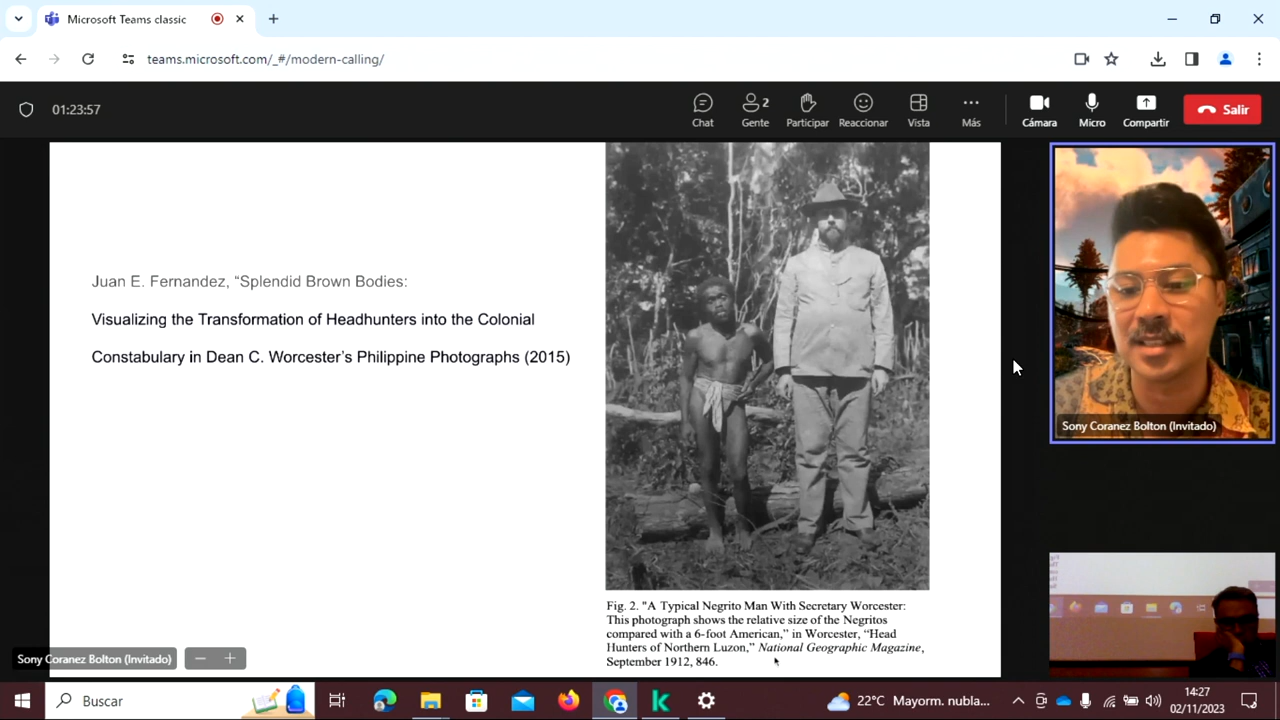 Microsoft Teams classic
teams.microsoft.com/_#/modern-calling/
01:23:57
Chat
2
Gente
Participar
Reaccionar
Vista
Más
Cámara
Micro
Compartir
Salir
Juan E. Fernandez, “Splendid Brown Bodies:
Visualizing the Transformation of Headhunters into the Colonial
Constabulary in Dean C. Worcester’s Philippine Photographs (2015)
Fig. 2. "A Typical Negrito Man With Secretary Worcester:
This photograph shows the relative size of the Negritos
compared with a 6-foot American,” in Worcester, “Head
Hunters of Northern Luzon,” National Geographic Magazine,
September 1912, 846.
Sony Coranez Bolton (Invitado)
Sony Coranez Bolton (Invitado)
Buscar
22°C Mayorm. nubla...
14:27
02/11/2023